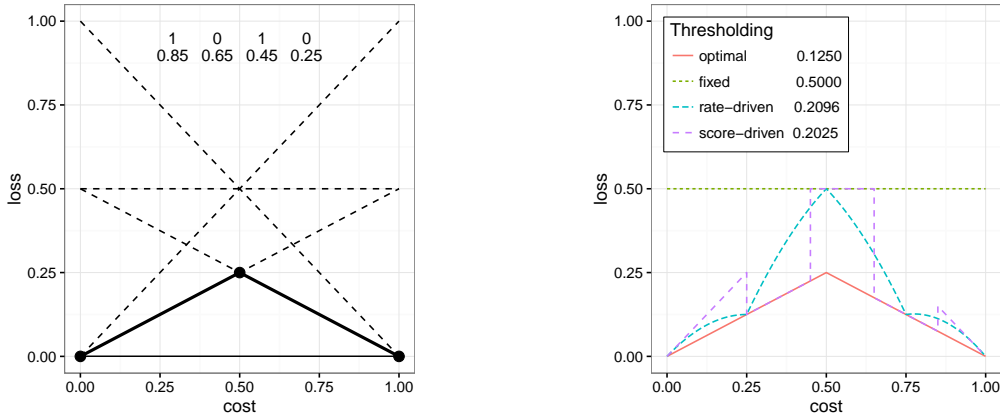 1.00
0.75
0.50
0.25
0.00
loss
1 0 1 0
0.85 0.65 0.45 0.25
0.00 0.25 0.50 0.75 1.00
cost
1.00
0.75
0.50
0.25
0.00
loss
Thresholding
optimal 0.1250
fixed 0.5000
rate−driven 0.2096
score−driven 0.2025
0.00 0.25 0.50 0.75 1.00
cost